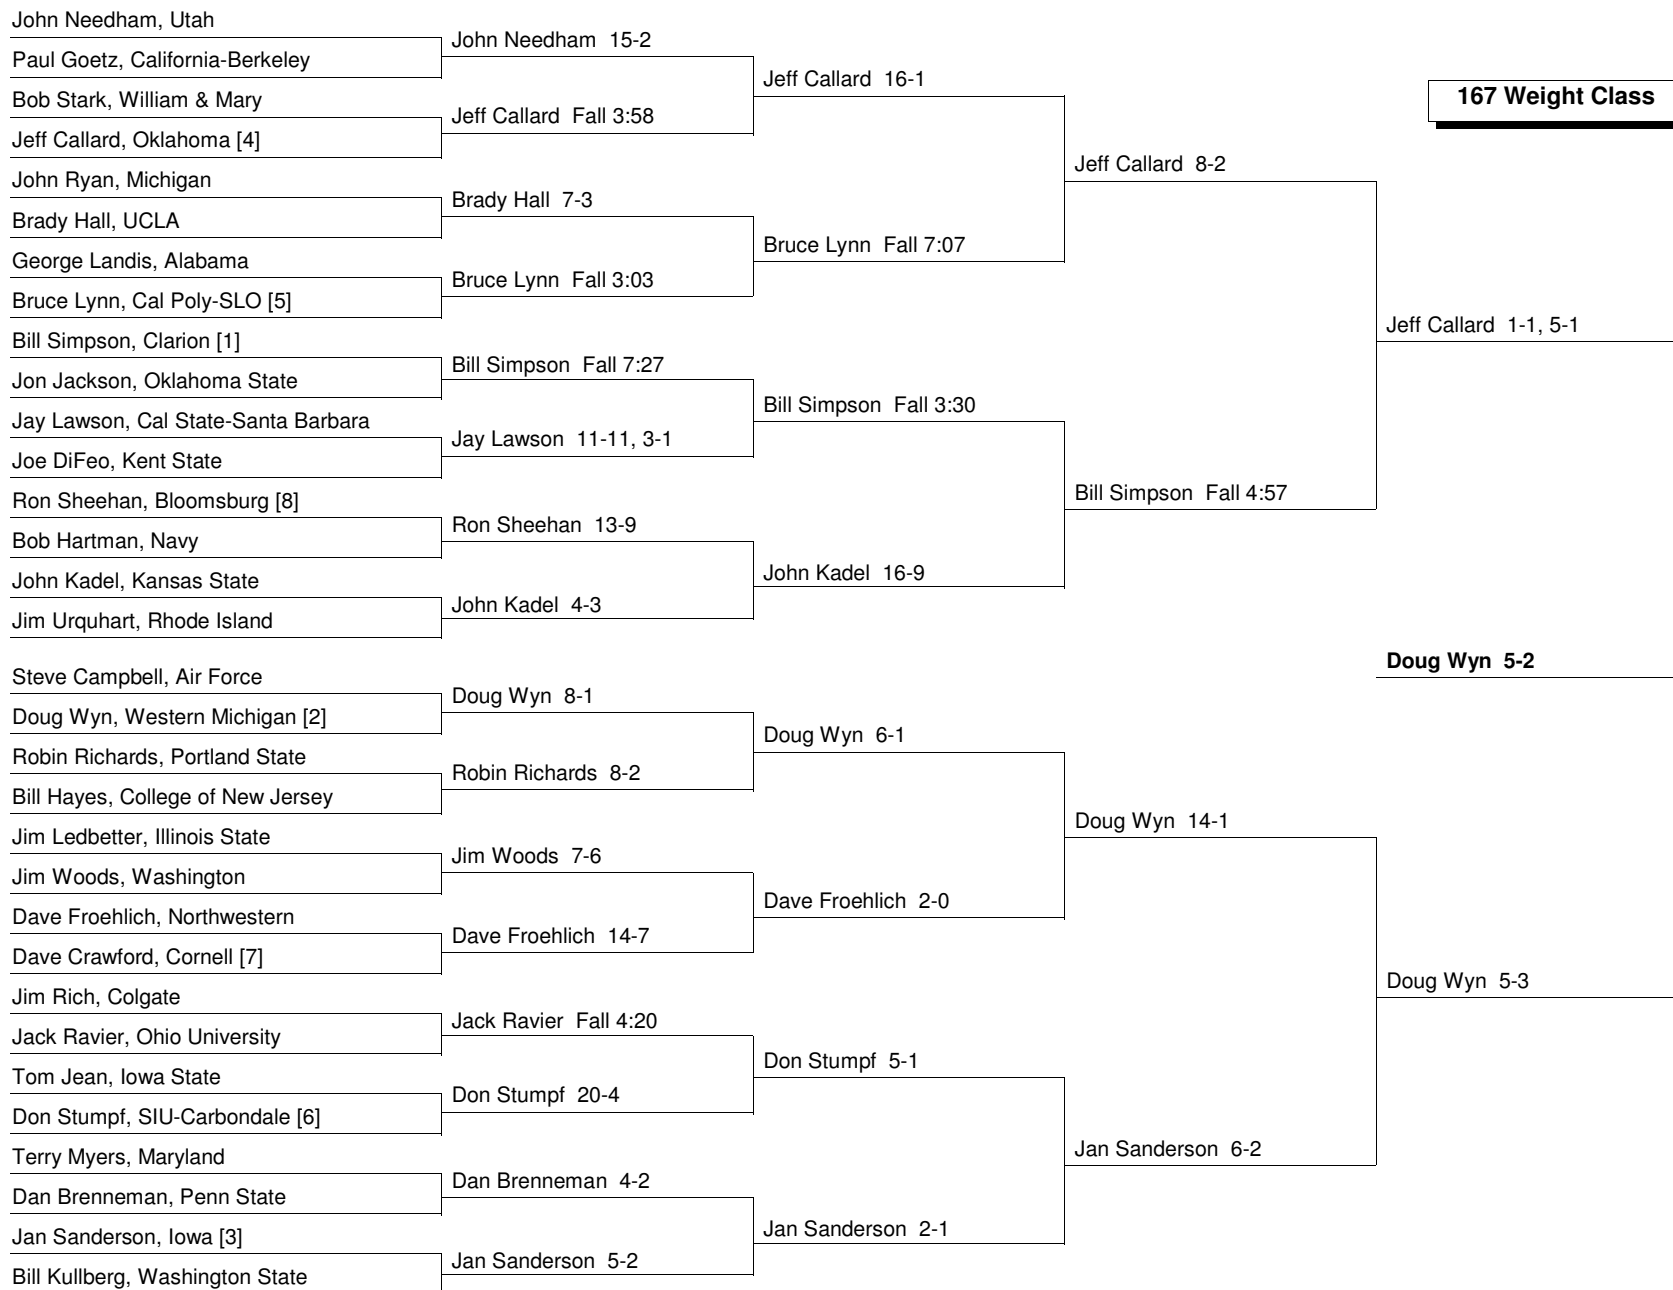 John Needham, Utah
Paul Goetz, California-Berkeley
Bob Stark, William & Mary
Jeff Callard, Oklahoma [4]
John Ryan, Michigan
Brady Hall, UCLA
George Landis, Alabama
Bruce Lynn, Cal Poly-SLO [5]
Bill Simpson, Clarion [1]
Jon Jackson, Oklahoma State
Jay Lawson, Cal State-Santa Barbara
Joe DiFeo, Kent State
Ron Sheehan, Bloomsburg [8]
Bob Hartman, Navy
John Kadel, Kansas State
Jim Urquhart, Rhode Island
Steve Campbell, Air Force
Doug Wyn, Western Michigan [2]
Robin Richards, Portland State
Bill Hayes, College of New Jersey
Jim Ledbetter, Illinois State
Jim Woods, Washington
Dave Froehlich, Northwestern
Dave Crawford, Cornell [7]
Jim Rich, Colgate
Jack Ravier, Ohio University
Tom Jean, Iowa State
Don Stumpf, SIU-Carbondale [6]
Terry Myers, Maryland
Dan Brenneman, Penn State
Jan Sanderson, Iowa [3]
Bill Kullberg, Washington State
John Needham 15-2
Jeff Callard Fall 3:58
Brady Hall 7-3
Bruce Lynn Fall 3:03
Bill Simpson Fall 7:27
Jay Lawson 11-11, 3-1
Ron Sheehan 13-9
John Kadel 4-3
Doug Wyn 8-1
Robin Richards 8-2
Jim Woods 7-6
Dave Froehlich 14-7
Jack Ravier Fall 4:20
Don Stumpf 20-4
Dan Brenneman 4-2
Jan Sanderson 5-2
Jeff Callard 16-1
Bruce Lynn Fall 7:07
Bill Simpson Fall 3:30
John Kadel 16-9
Doug Wyn 6-1
Dave Froehlich 2-0
Don Stumpf 5-1
Jan Sanderson 2-1
Jeff Callard 8-2
Bill Simpson Fall 4:57
Doug Wyn 14-1
Jan Sanderson 6-2
167 Weight Class
Jeff Callard 1-1, 5-1
Doug Wyn 5-2
Doug Wyn 5-3